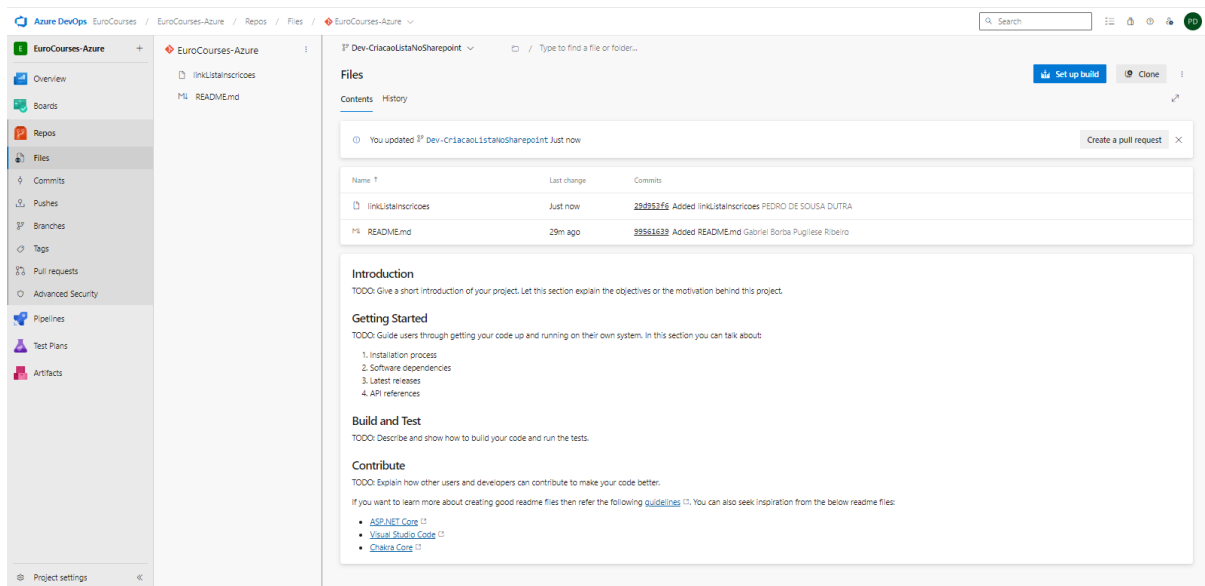 Azure DevOps EuroCourses / EuroCourses-Azure / Repos / Files / EuroCourses-Azure
Search
PD
E EuroCourses-Azure +
Overview
Boards
Repos
Files
Commits
Pushes
Branches
Tags
Pull requests
Advanced Security
Pipelines
Test Plans
Artifacts
Project settings
EuroCourses-Azure
linkListaInscricoes
M↓ README.md
Dev-CriacaoListaNoSharepoint / Type to find a file or folder...
Files
Set up build
Clone
Contents History
You updated Dev-CriacaoListaNoSharepoint Just now
Create a pull request
Name ↑ Last change Commits
linkListaInscricoes Just now 29d953f6 Added linkListaInscricoes PEDRO DE SOUSA DUTRA
M↓ README.md 29m ago 99561639 Added README.md Gabriel Borba Pugliese Ribeiro
Introduction
TODO: Give a short introduction of your project. Let this section explain the objectives or the motivation behind this project.
Getting Started
TODO: Guide users through getting your code up and running on their own system. In this section you can talk about:
1. Installation process
2. Software dependencies
3. Latest releases
4. API references
Build and Test
TODO: Describe and show how to build your code and run the tests.
Contribute
TODO: Explain how other users and developers can contribute to make your code better.
If you want to learn more about creating good readme files then refer the following guidelines. You can also seek inspiration from the below readme files:
• ASP.NET Core
• Visual Studio Code
• Chakra Core